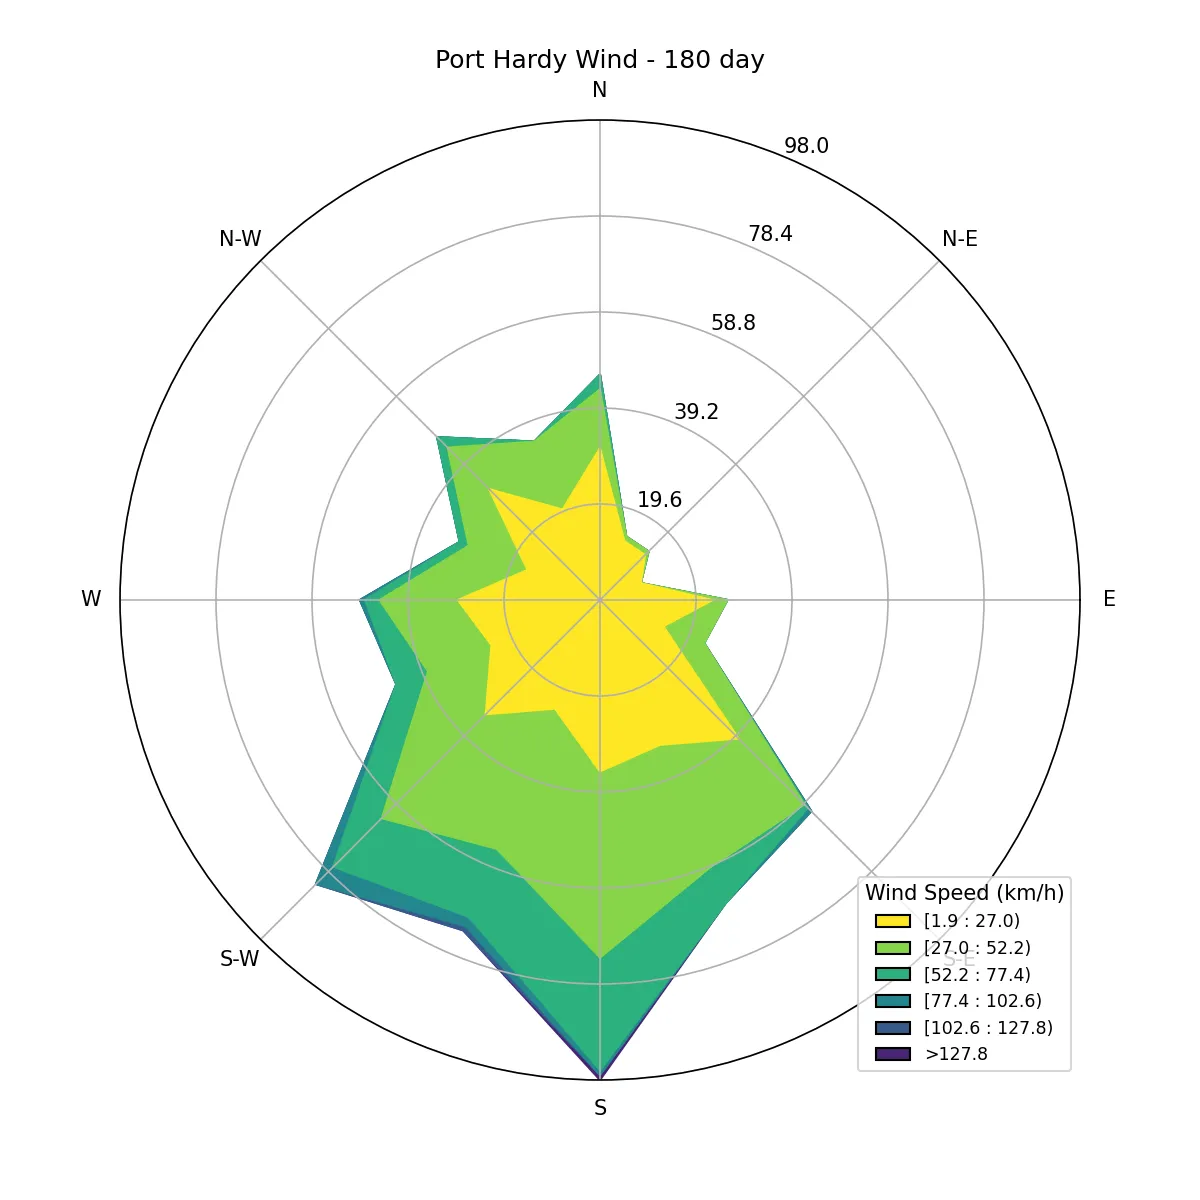 Port Hardy Wind - 180 day
N
98.0
N-W
78.4
N-E
58.8
39.2
19.6
W
E
S-W
S-E
S
Wind Speed (km/h)
[1.9 : 27.0)
[27.0 : 52.2)
[52.2 : 77.4)
[77.4 : 102.6)
[102.6 : 127.8)
>127.8